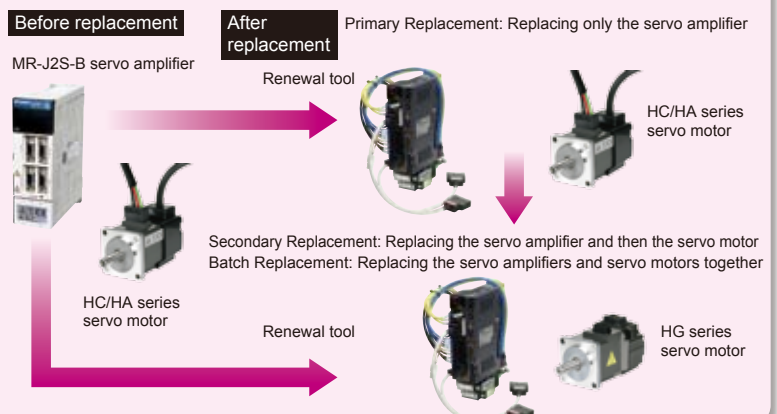 Before replacement
After
replacement
Primary Replacement: Replacing only the servo amplifier
MR-J2S-B servo amplifier
Renewal tool
HC/HA series
servo motor
Secondary Replacement: Replacing the servo amplifier and then the servo motor
Batch Replacement: Replacing the servo amplifiers and servo motors together
HC/HA series
servo motor
Renewal tool
HG series
servo motor